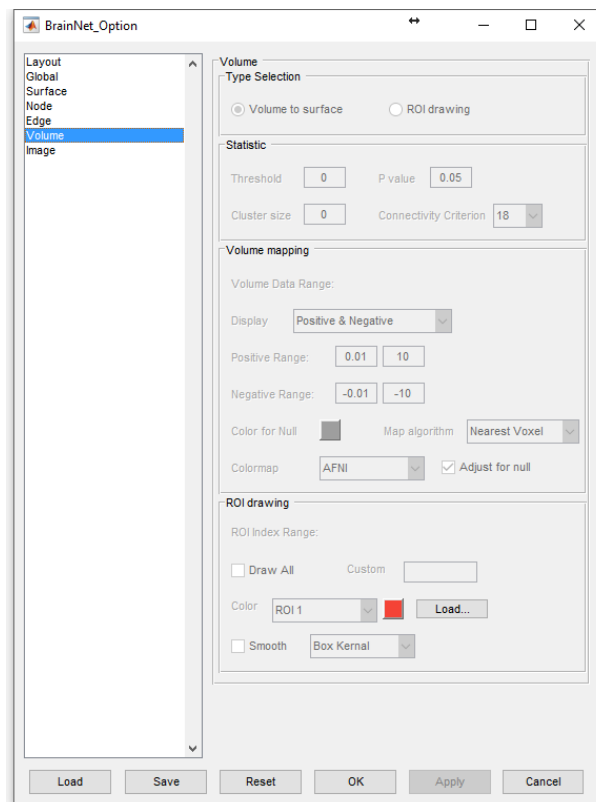 BrainNet_Option
Layout
Global
Surface
Node
Edge
Volume
Image
Volume
Type Selection
Volume to surface ROI drawing
Statistic
Threshold 0 P value 0.05
Cluster size 0 Connectivity Criterion 18
Volume mapping
Volume Data Range:
Display Positive & Negative
Positive Range: 0.01 10
Negative Range: -0.01 -10
Color for Null Map algorithm Nearest Voxel
Colormap AFNI Adjust for null
ROI drawing
ROI Index Range:
Draw All Custom
Color ROI 1 Load...
Smooth Box Kernal
Load Save Reset OK Apply Cancel